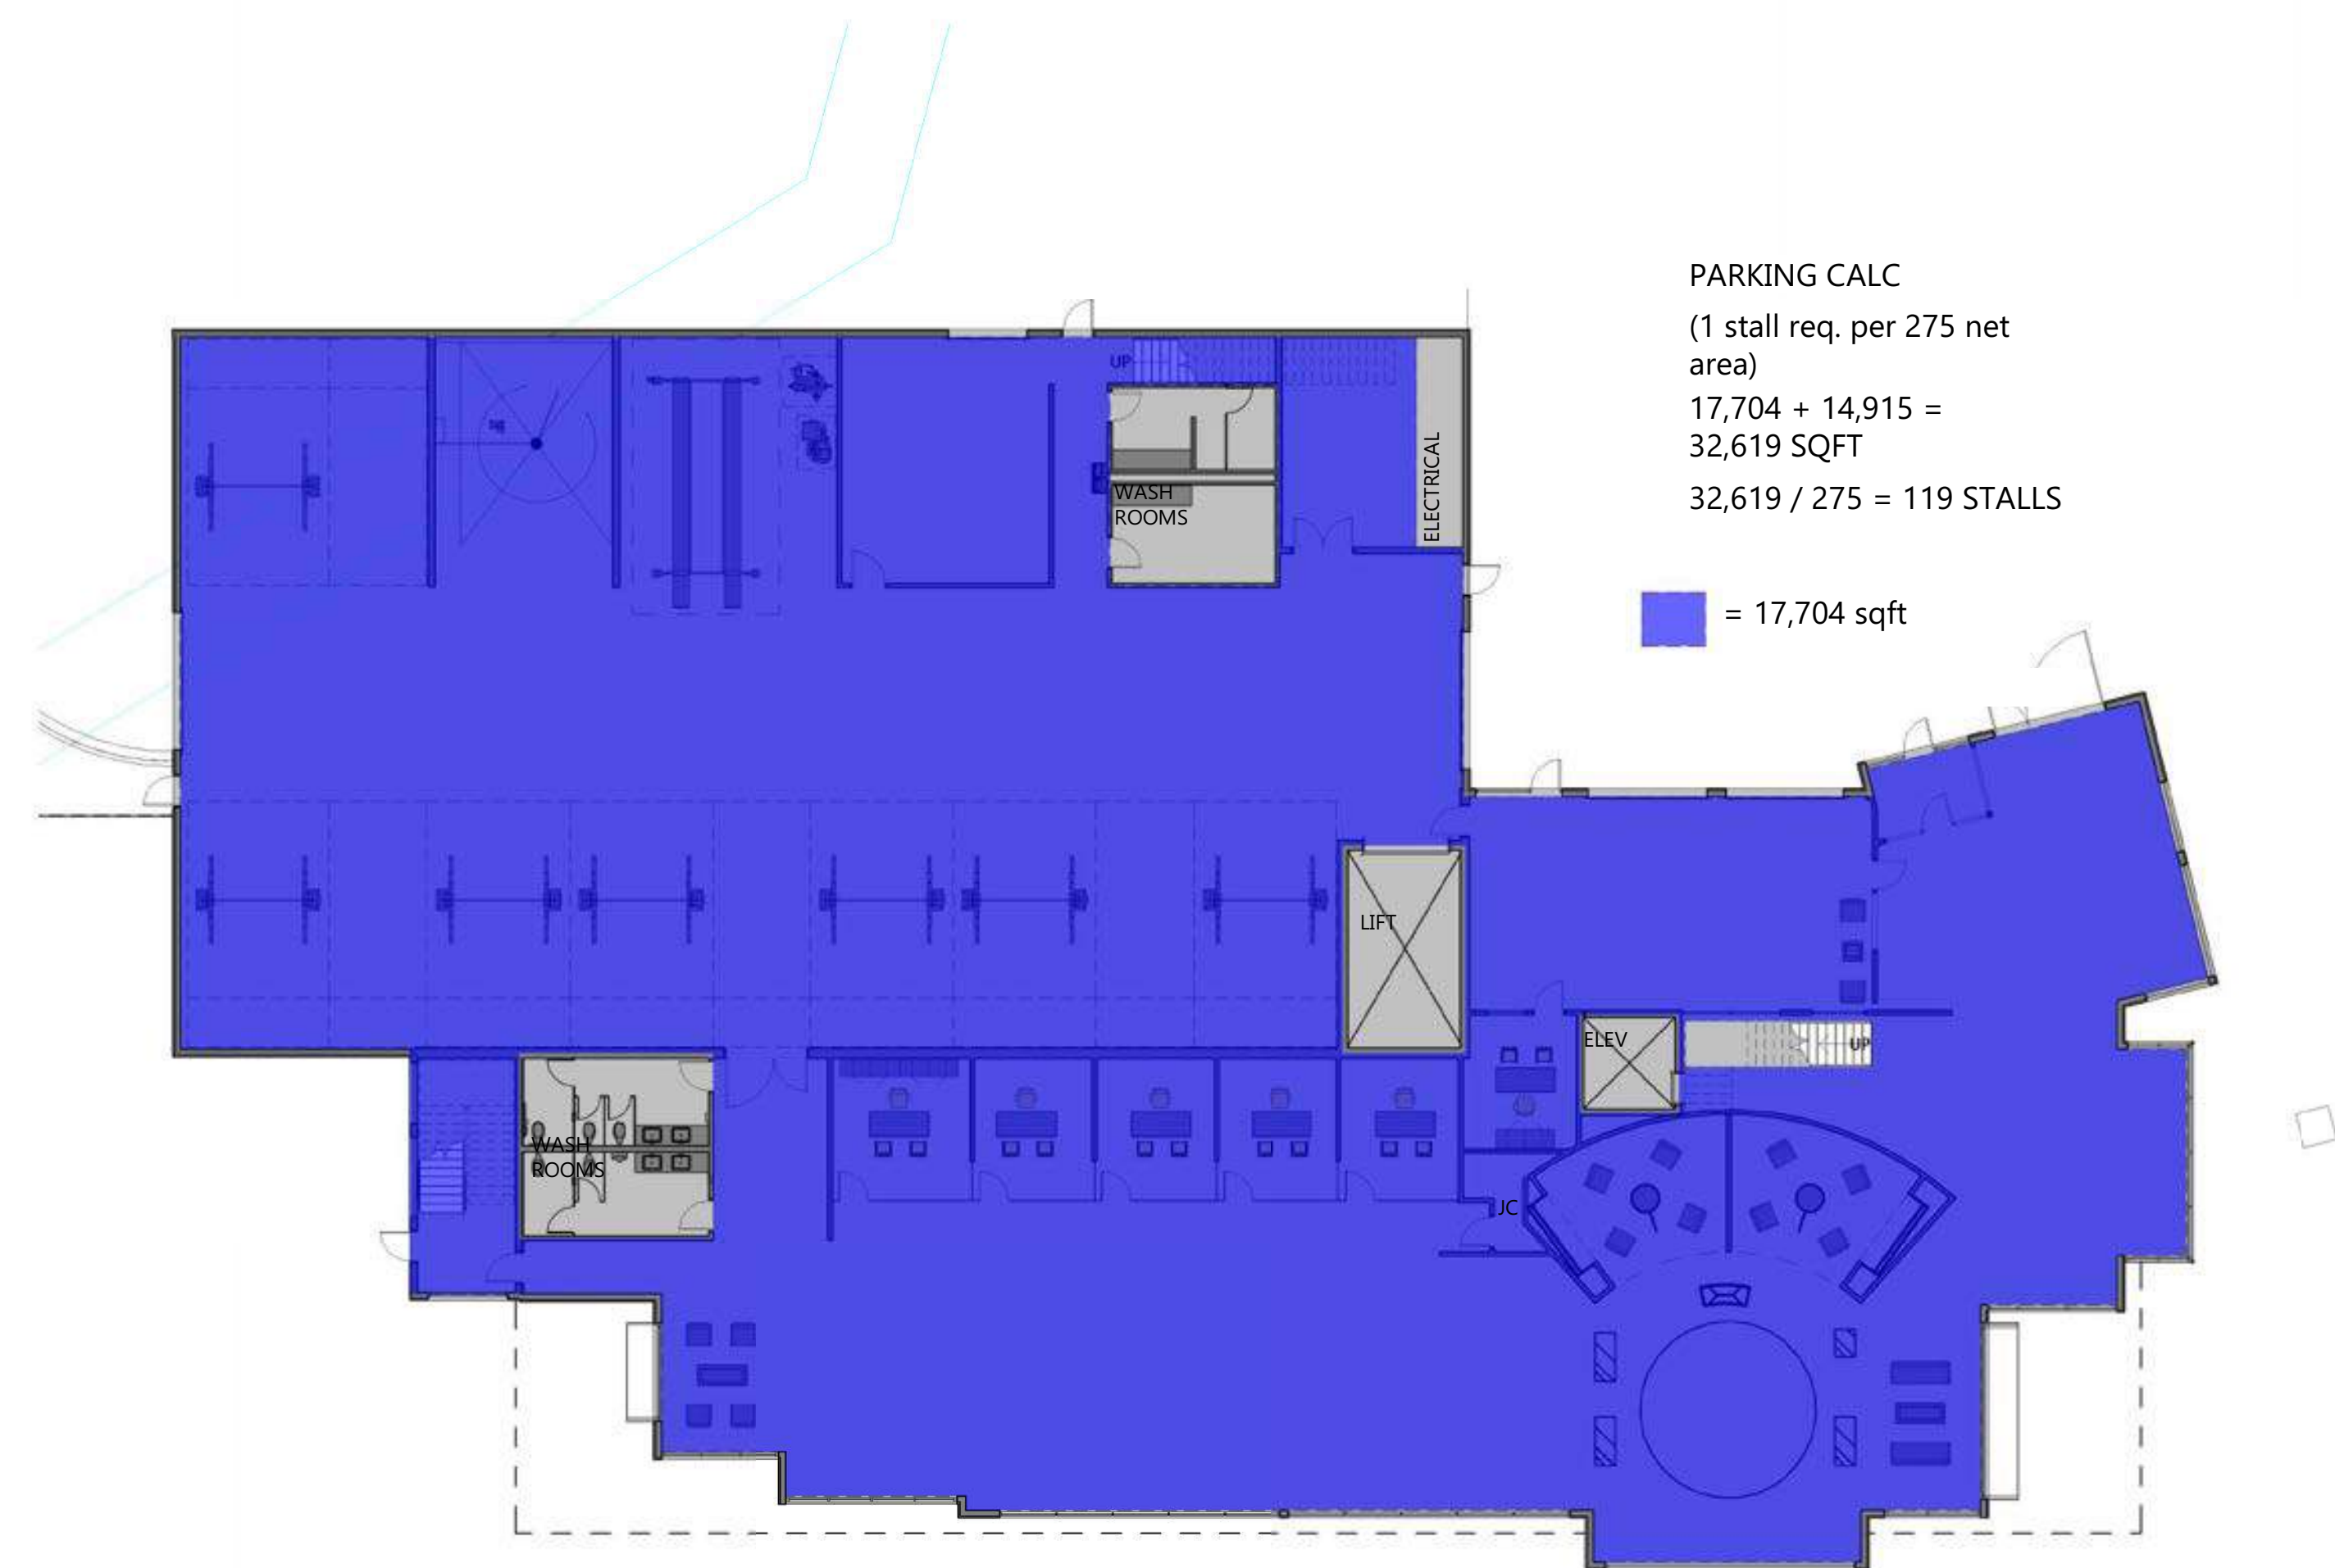 PARKING CALC
(1 stall req. per 275 net
area)
17,704 + 14,915 =
32,619 SQFT
32,619 / 275 = 119 STALLS
= 17,704 sqft
UP
WASH
ROOMS
ELECTRICAL
LIFT
ELEV
UP
WASH
ROOMS
JC